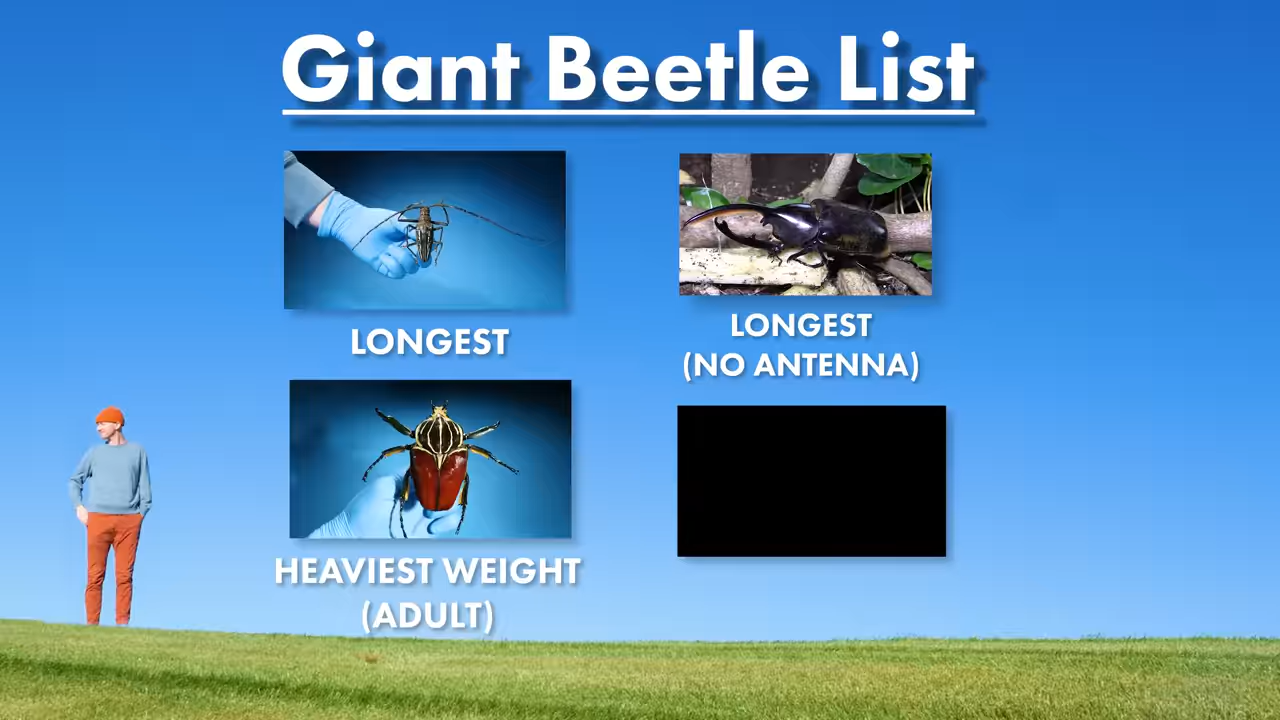 Giant Beetle List
LONGEST
LONGEST
(NO ANTENNA)
HEAVIEST WEIGHT
(ADULT)